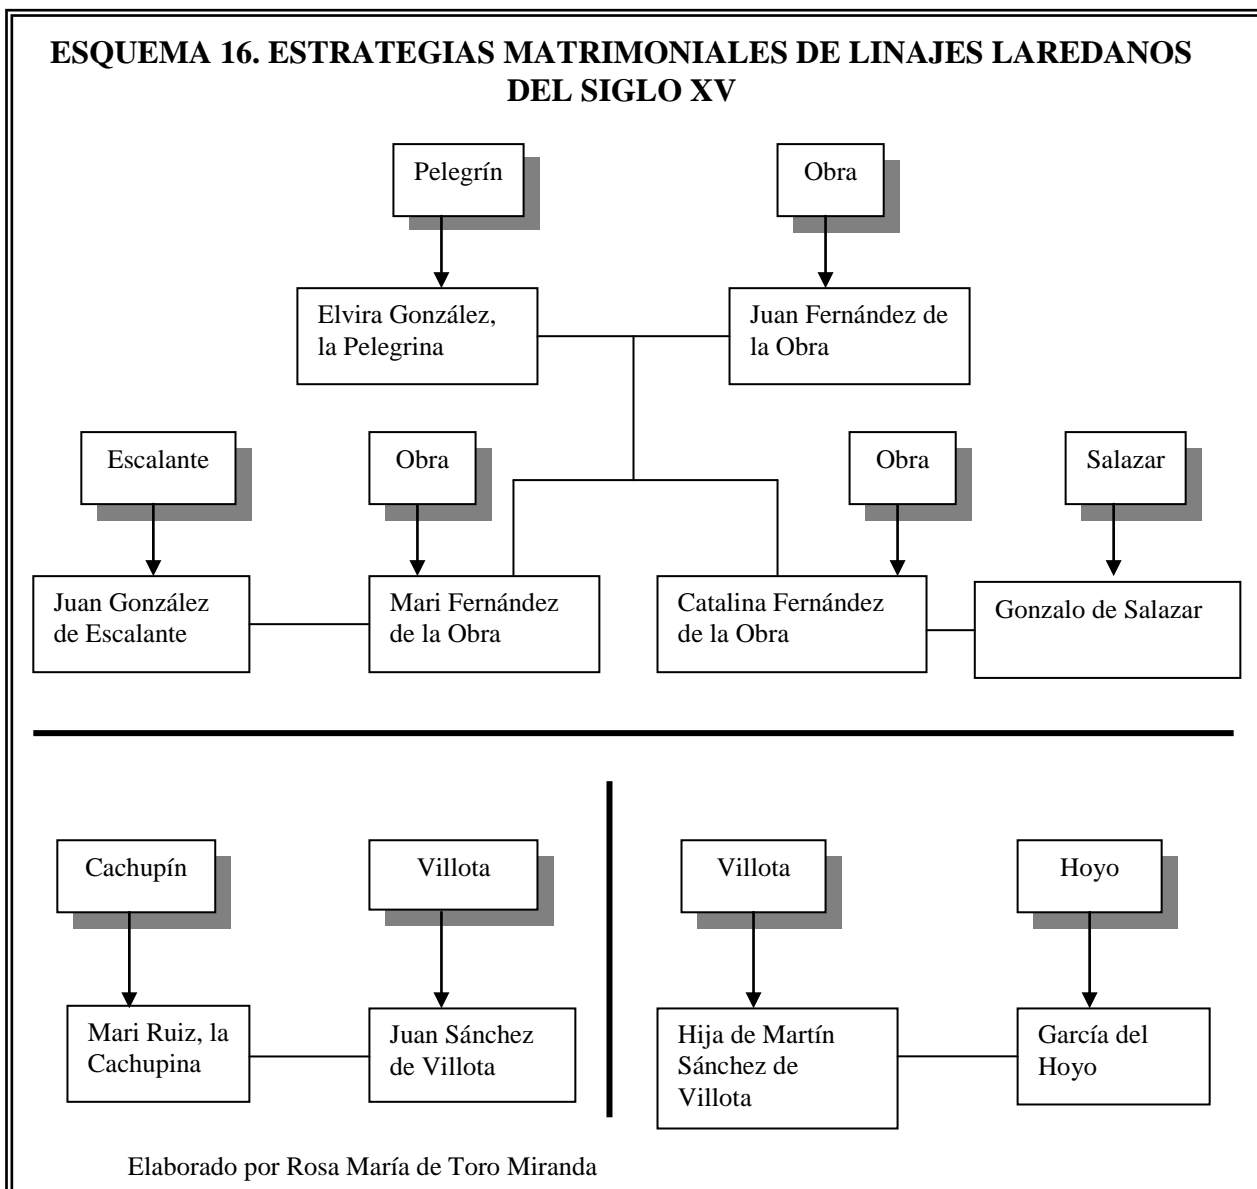 ESQUEMA 16. ESTRATEGIAS MATRIMONIALES DE LINAJES LAREDANOS
DEL SIGLO XV
Pelegrín
Obra
Elvira González,
la Pelegrina
Juan Fernández de
la Obra
Escalante
Obra
Obra
Salazar
Juan González
de Escalante
Mari Fernández
de la Obra
Catalina Fernández
de la Obra
Gonzalo de Salazar
Cachupín
Villota
Villota
Hoyo
Mari Ruiz, la
Cachupina
Juan Sánchez
de Villota
Hija de Martín
Sánchez de
Villota
García del
Hoyo
Elaborado por Rosa María de Toro Miranda